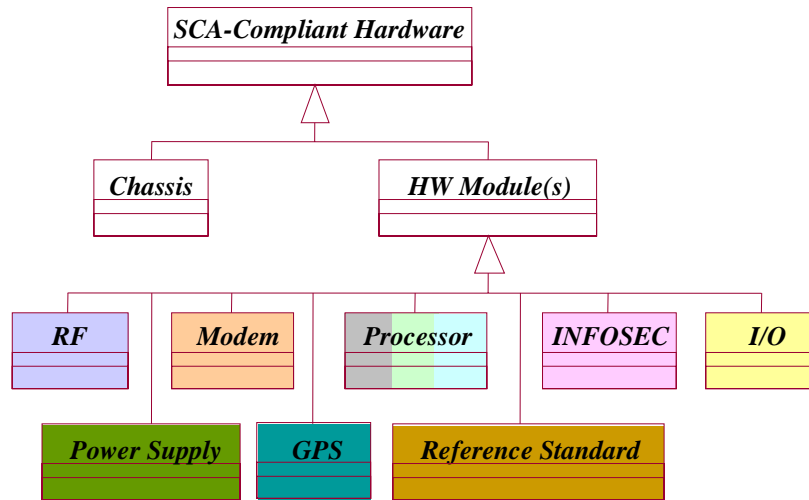 SCA-Compliant Hardware
Chassis
HW Module(s)
RF
Modem
Processor
INFOSEC
I/O
Power Supply
GPS
Reference Standard